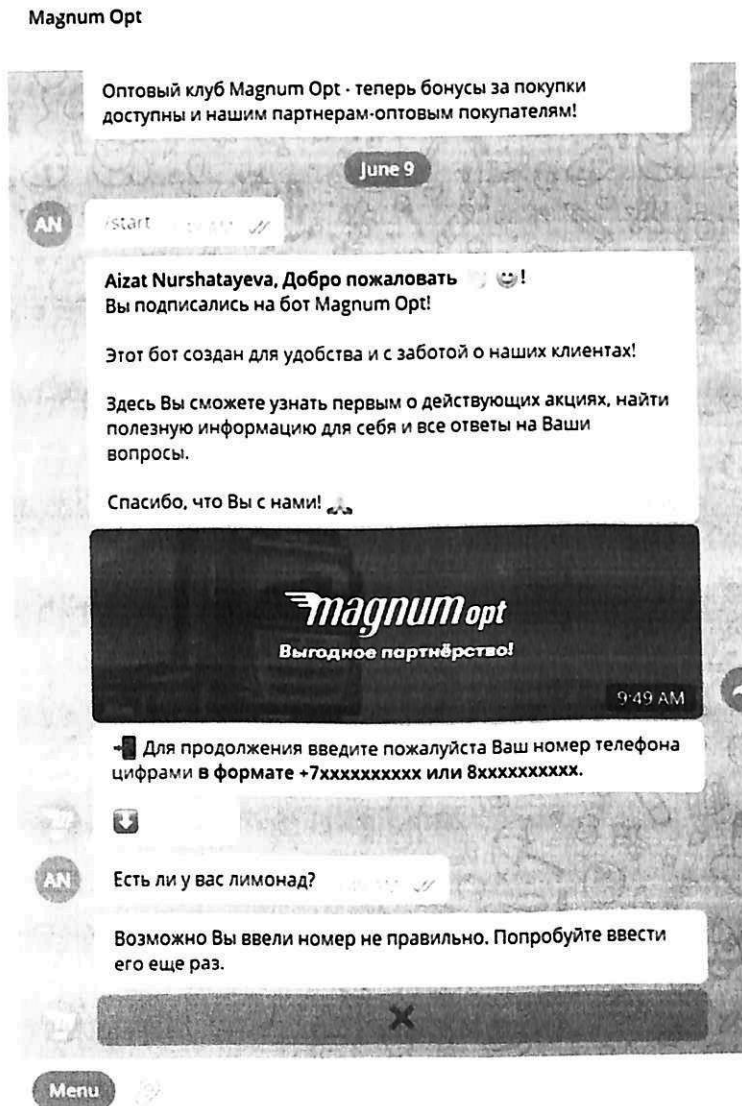 Magnum Opt
Оптовый клуб Magnum Opt - теперь бонусы за покупки
доступны и нашим партнерам-оптовым покупателям!
June 9
AN
/start
Aizat Nurshatayeva, Добро пожаловать !
Вы подписались на бот Magnum Opt!
Этот бот создан для удобства и с заботой о наших клиентах!
Здесь Вы сможете узнать первым о действующих акциях, найти
полезную информацию для себя и все ответы на Ваши
вопросы.
Спасибо, что Вы с нами!
magnum opt
Выгодное партнёрство!
9:49 AM
Для продолжения введите пожалуйста Ваш номер телефона
цифрами в формате +7xxxxxxxxxx или 8xxxxxxxxxx.
AN
Есть ли у вас лимонад?
Возможно Вы ввели номер не правильно. Попробуйте ввести
его еще раз.
Menu